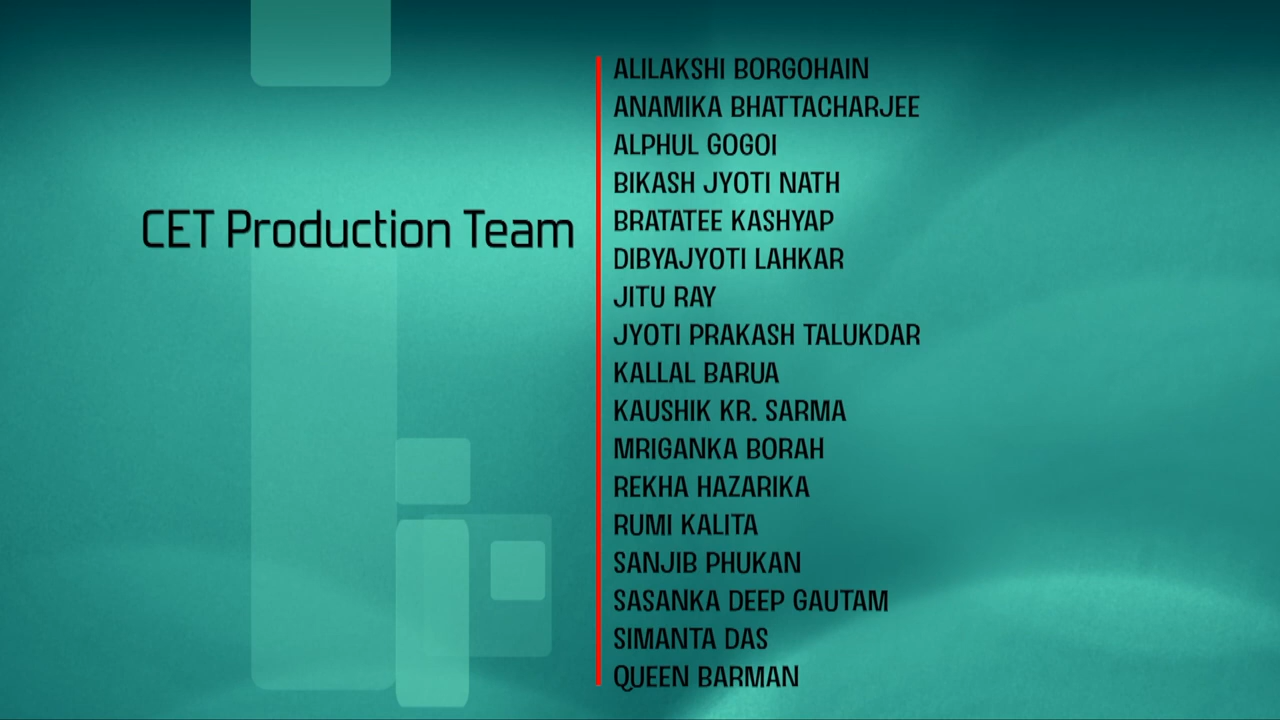 CET Production Team
ALILAKSHI BORGOHAIN
ANAMIKA BHATTACHARJEE
ALPHUL GOGOI
BIKASH JYOTI NATH
BRATATEE KASHYAP
DIBYAJYOTI LAHKAR
JITU RAY
JYOTI PRAKASH TALUKDAR
KALLAL BARUA
KAUSHIK KR. SARMA
MRIGANKA BORAH
REKHA HAZARIKA
RUMI KALITA
SANJIB PHUKAN
SASANKA DEEP GAUTAM
SIMANTA DAS
QUEEN BARMAN